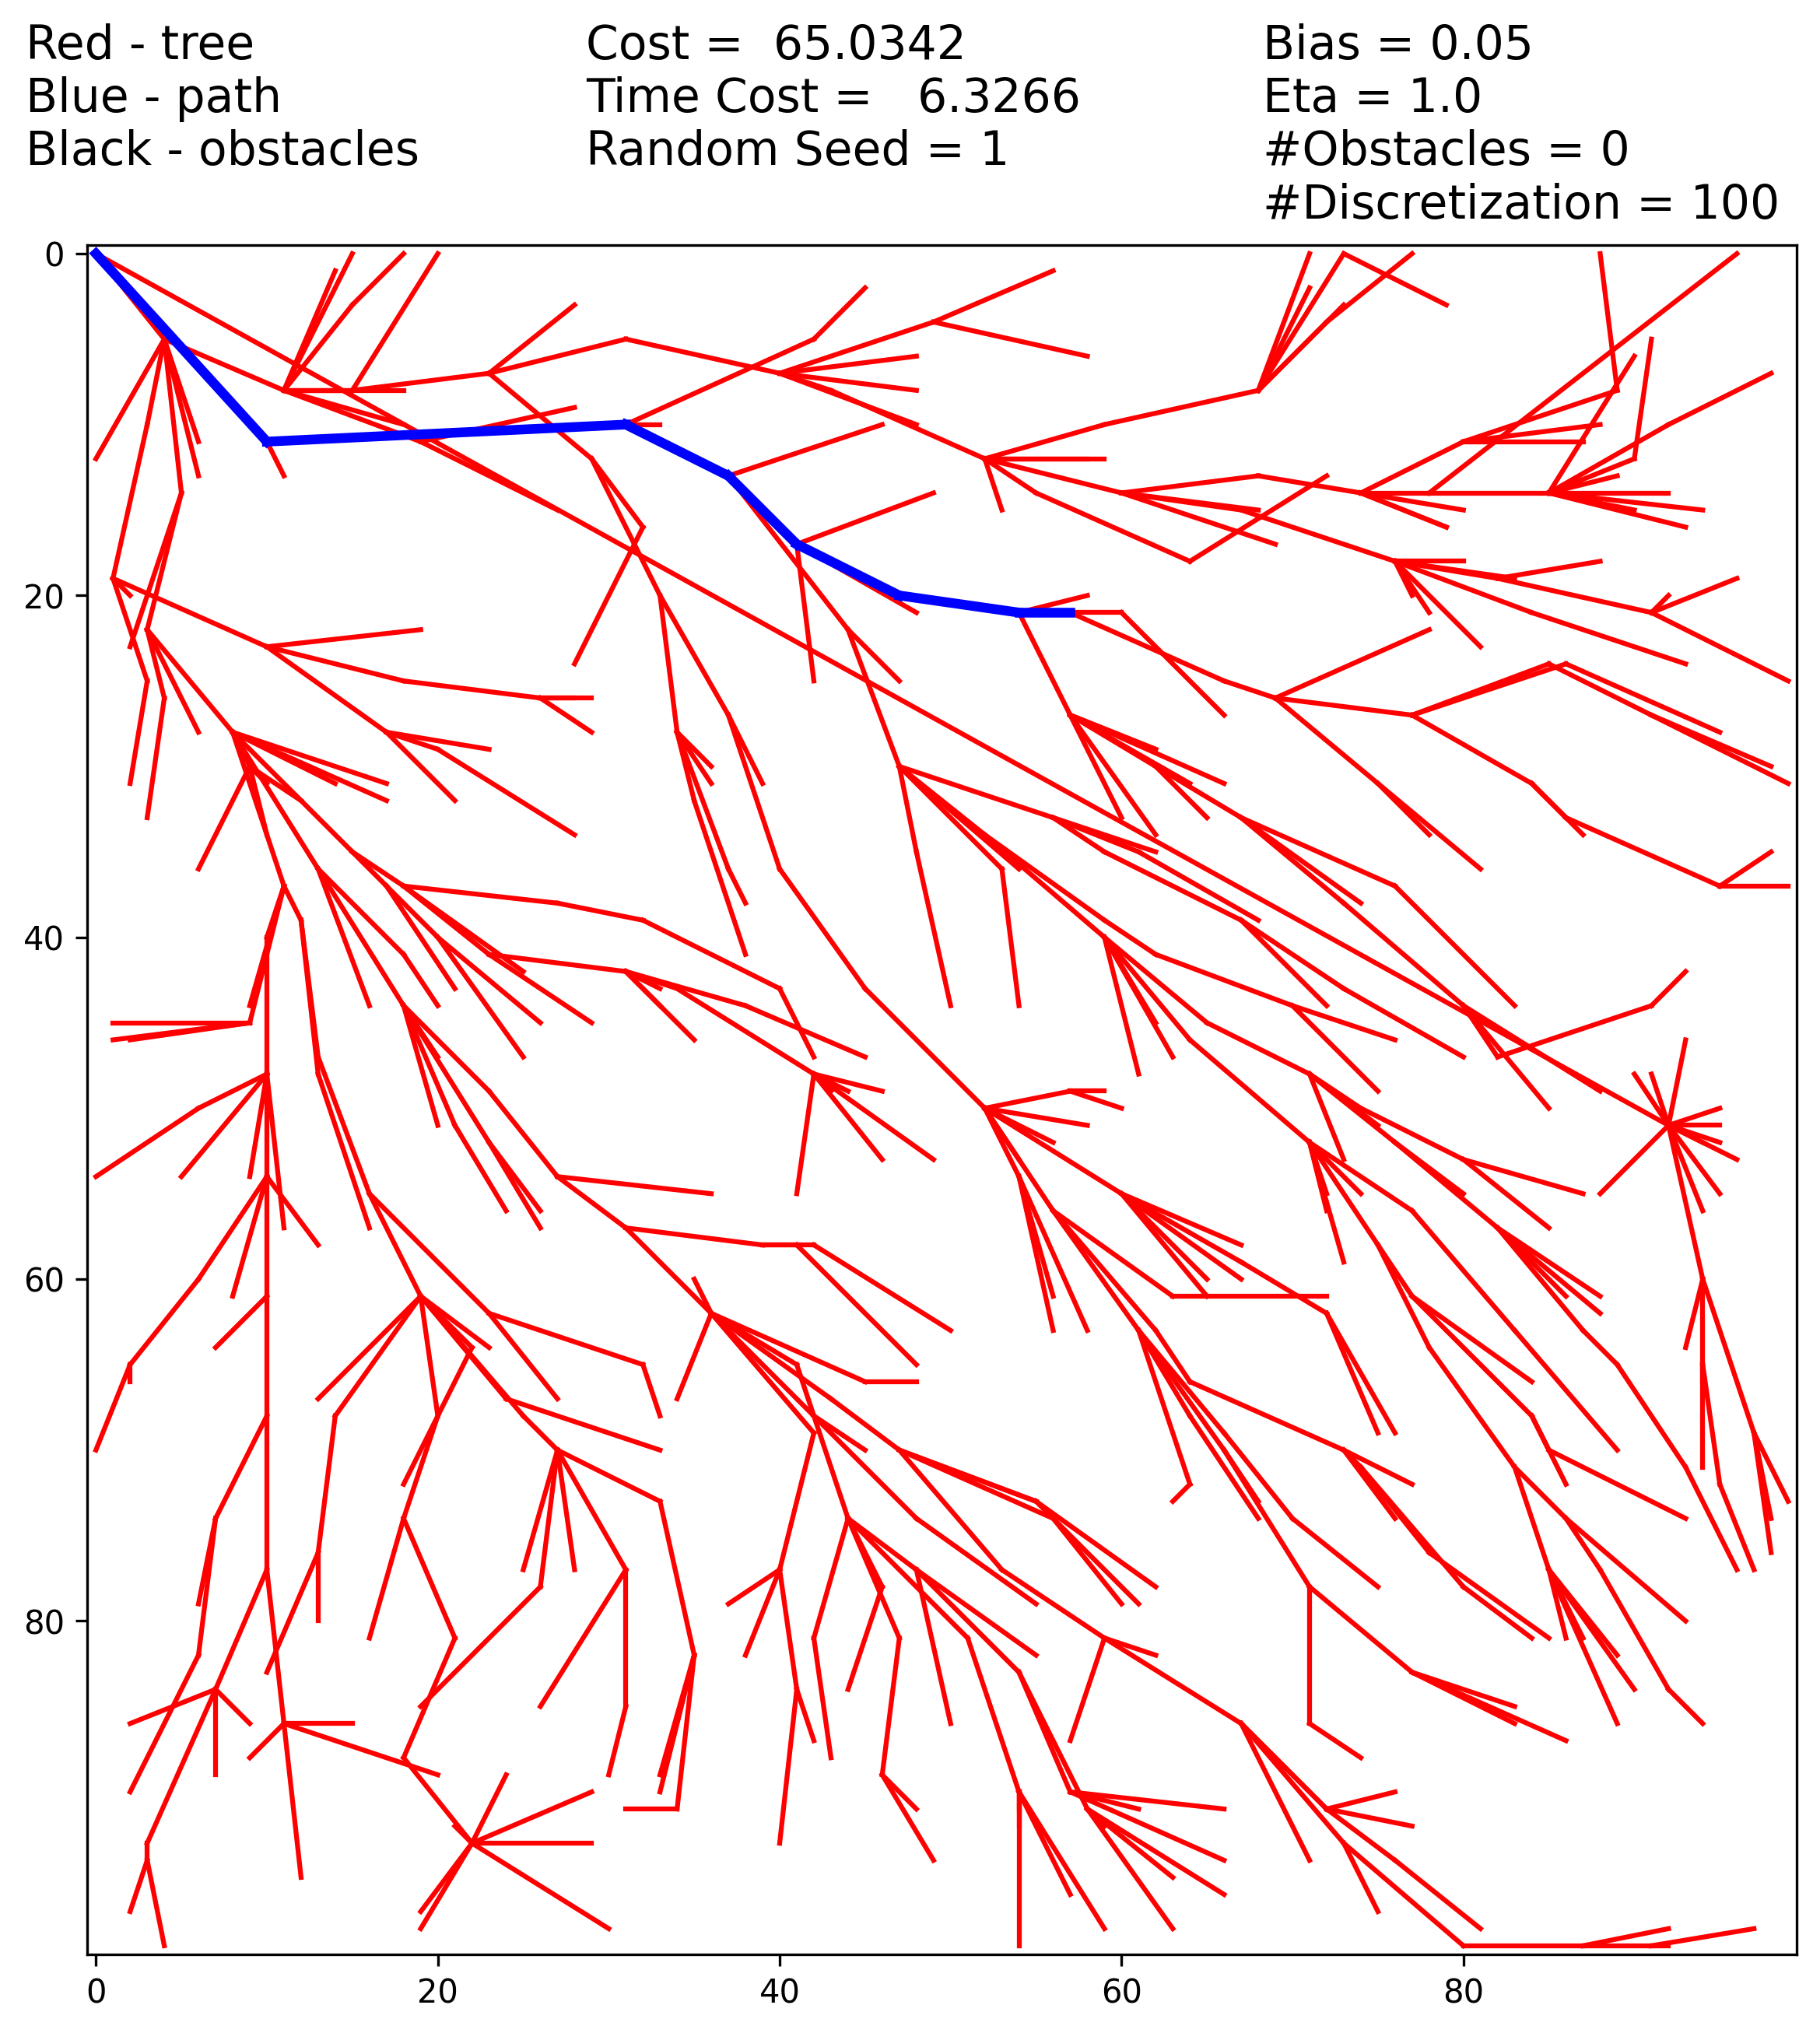 Red - tree
Blue - path
Black - obstacles
Cost =  65.0342
Time Cost =   6.3266
Random Seed = 1
Bias = 0.05
Eta = 1.0
#Obstacles = 0
#Discretization = 100
0
20
40
60
80
0 20 40 60 80